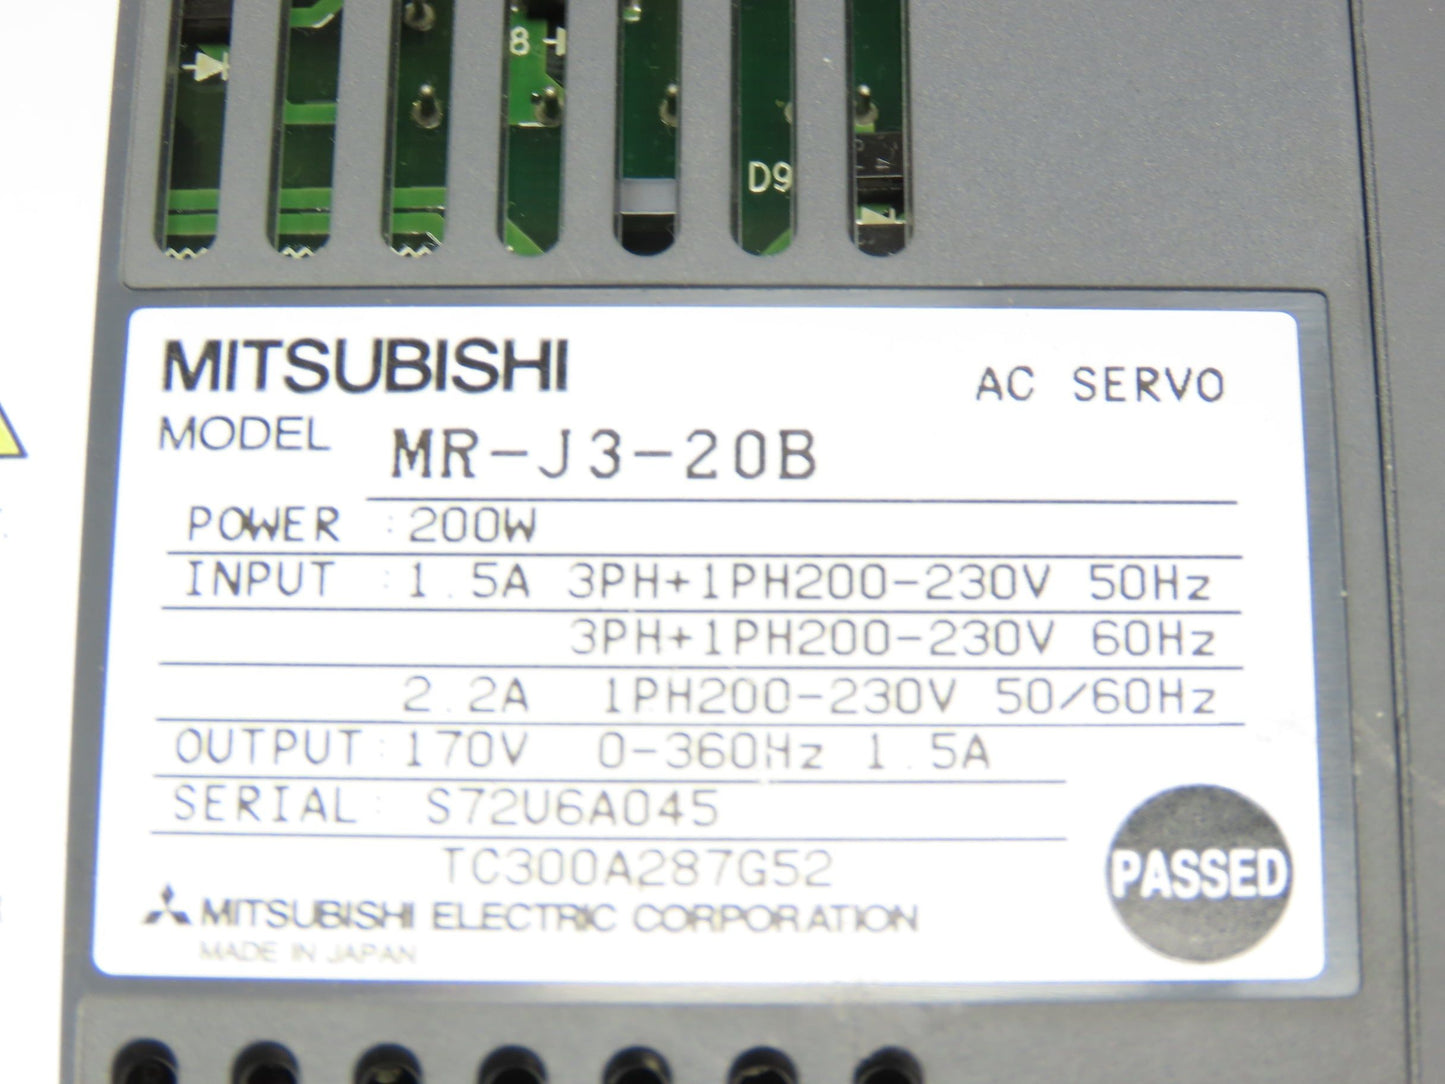 8
D9
MITSUBISHI
AC SERVO
MODEL MR-J3-20B
POWER : 200W
INPUT : 1.5A 3PH+1PH200-230V 50Hz
3PH+1PH200-230V 60Hz
2.2A 1PH200-230V 50/60Hz
OUTPUT : 170V 0-360Hz 1.5A
SERIAL : S72U6A045
TC300A287G52
PASSED
MITSUBISHI ELECTRIC CORPORATION
MADE IN JAPAN